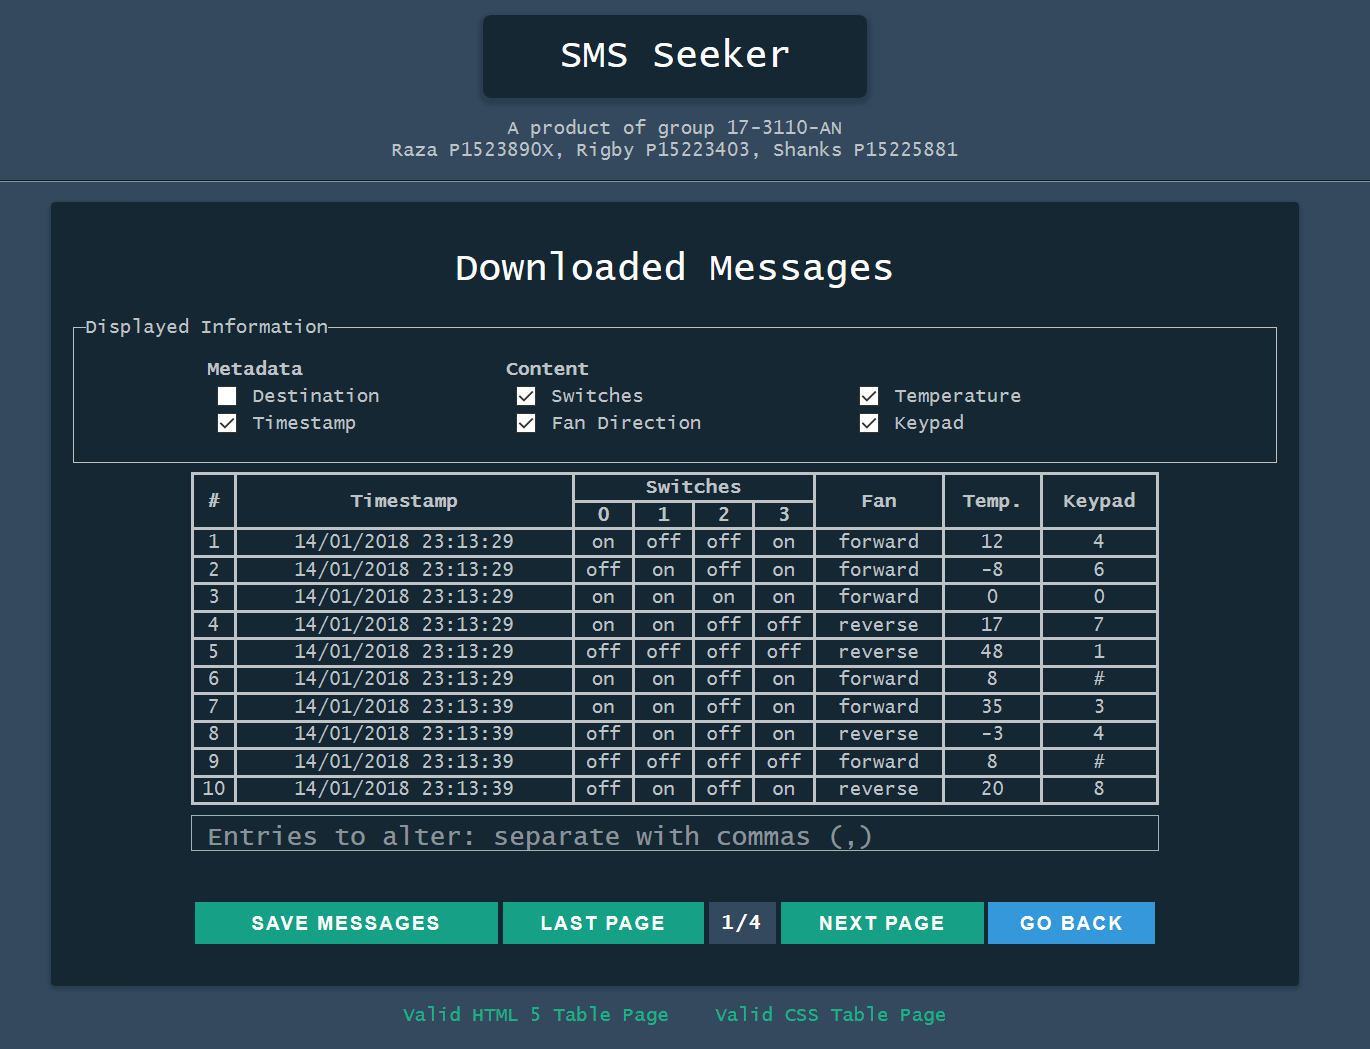 SMS Seeker
A product of group 17-3110-AN
Raza P1523890X, Rigby P15223403, Shanks P15225881
Downloaded Messages
Displayed Information
Metadata Content
Destination Switches Temperature
Timestamp Fan Direction Keypad
# Timestamp Switches Fan Temp. Keypad
0 1 2 3
1 14/01/2018 23:13:29 on off off on forward 12 4
2 14/01/2018 23:13:29 off on off on forward -8 6
3 14/01/2018 23:13:29 on on on on forward 0 0
4 14/01/2018 23:13:29 on on off off reverse 17 7
5 14/01/2018 23:13:29 off off off off reverse 48 1
6 14/01/2018 23:13:29 on on off on forward 8 #
7 14/01/2018 23:13:39 on on off on forward 35 3
8 14/01/2018 23:13:39 off on off on reverse -3 4
9 14/01/2018 23:13:39 off off off off forward 8 #
10 14/01/2018 23:13:39 off on off on reverse 20 8
Entries to alter: separate with commas (,)
SAVE MESSAGES LAST PAGE 1/4 NEXT PAGE GO BACK
Valid HTML 5 Table Page Valid CSS Table Page